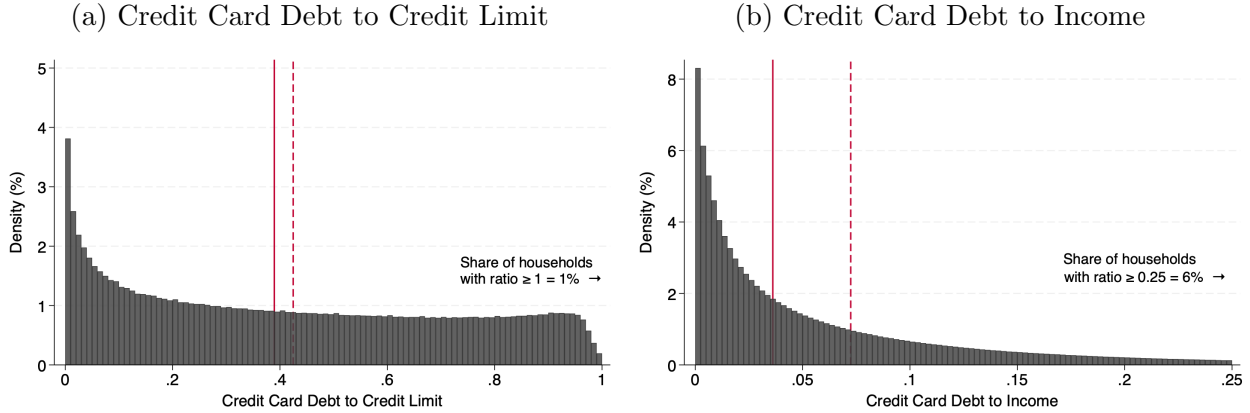 (a) Credit Card Debt to Credit Limit
5
4
3
2
1
0
Density (%)
Share of households
with ratio ≥ 1 = 1% →
0 .2 .4 .6 .8 1
Credit Card Debt to Credit Limit
(b) Credit Card Debt to Income
8
6
4
2
0
Density (%)
Share of households
with ratio ≥ 0.25 = 6% →
0 .05 .1 .15 .2 .25
Credit Card Debt to Income